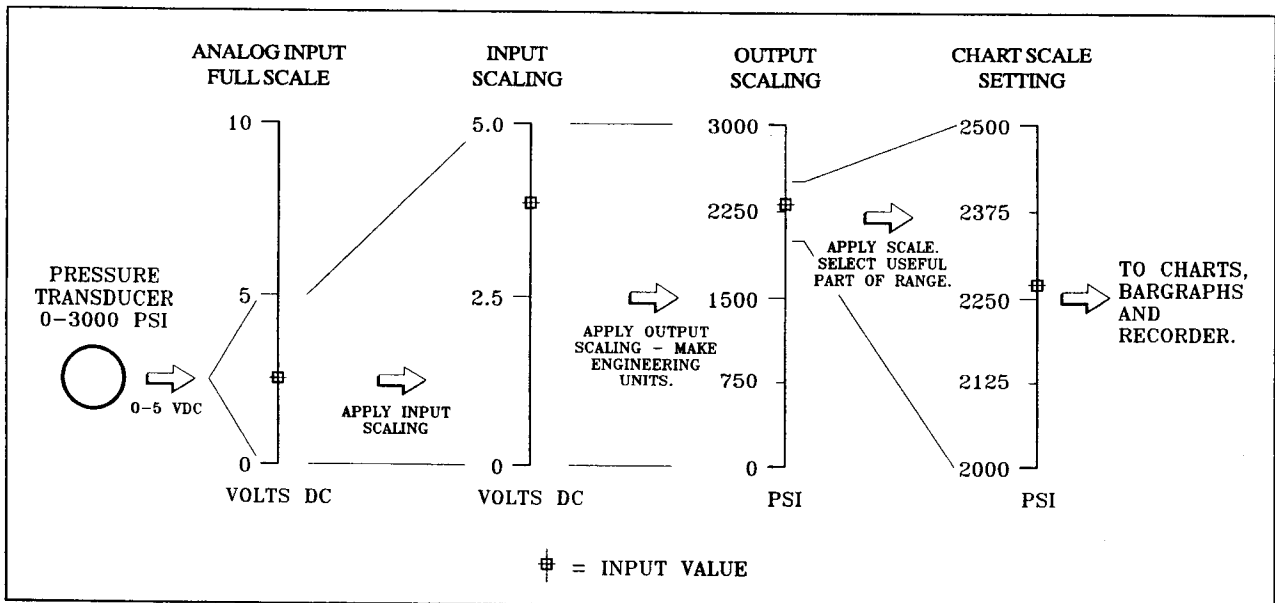 ANALOG INPUT
FULL SCALE
INPUT
SCALING
OUTPUT
SCALING
CHART SCALE
SETTING
PRESSURE
TRANSDUCER
0-3000 PSI
0-5 VDC
10
5
0
VOLTS DC
APPLY INPUT
SCALING
5.0
2.5
0
VOLTS DC
APPLY OUTPUT
SCALING - MAKE
ENGINEERING
UNITS.
3000
2250
1500
750
0
PSI
APPLY SCALE.
SELECT USEFUL
PART OF RANGE.
2500
2375
2250
2125
2000
PSI
TO CHARTS,
BARGRAPHS
AND
RECORDER.
= INPUT VALUE